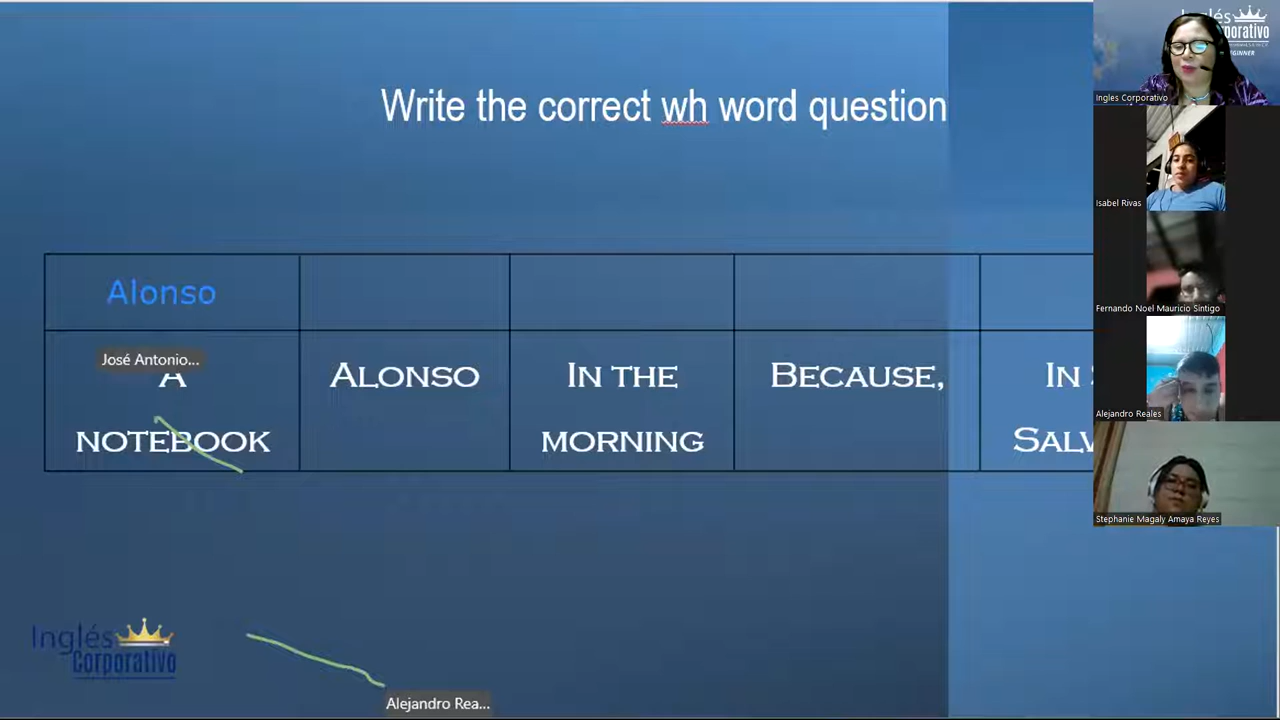 Write the correct wh word question
Alonso
José Antonio...
A
NOTEBOOK
ALONSO
IN THE
MORNING
BECAUSE,
IN
SALV
Inglés
Corporativo
Alejandro Rea...
Inglés
Corporativo
Ingles Corporativo
Isabel Rivas
Fernando Noel Mauricio Sintigo
Alejandro Reales
Stephanie Magaly Amaya Reyes